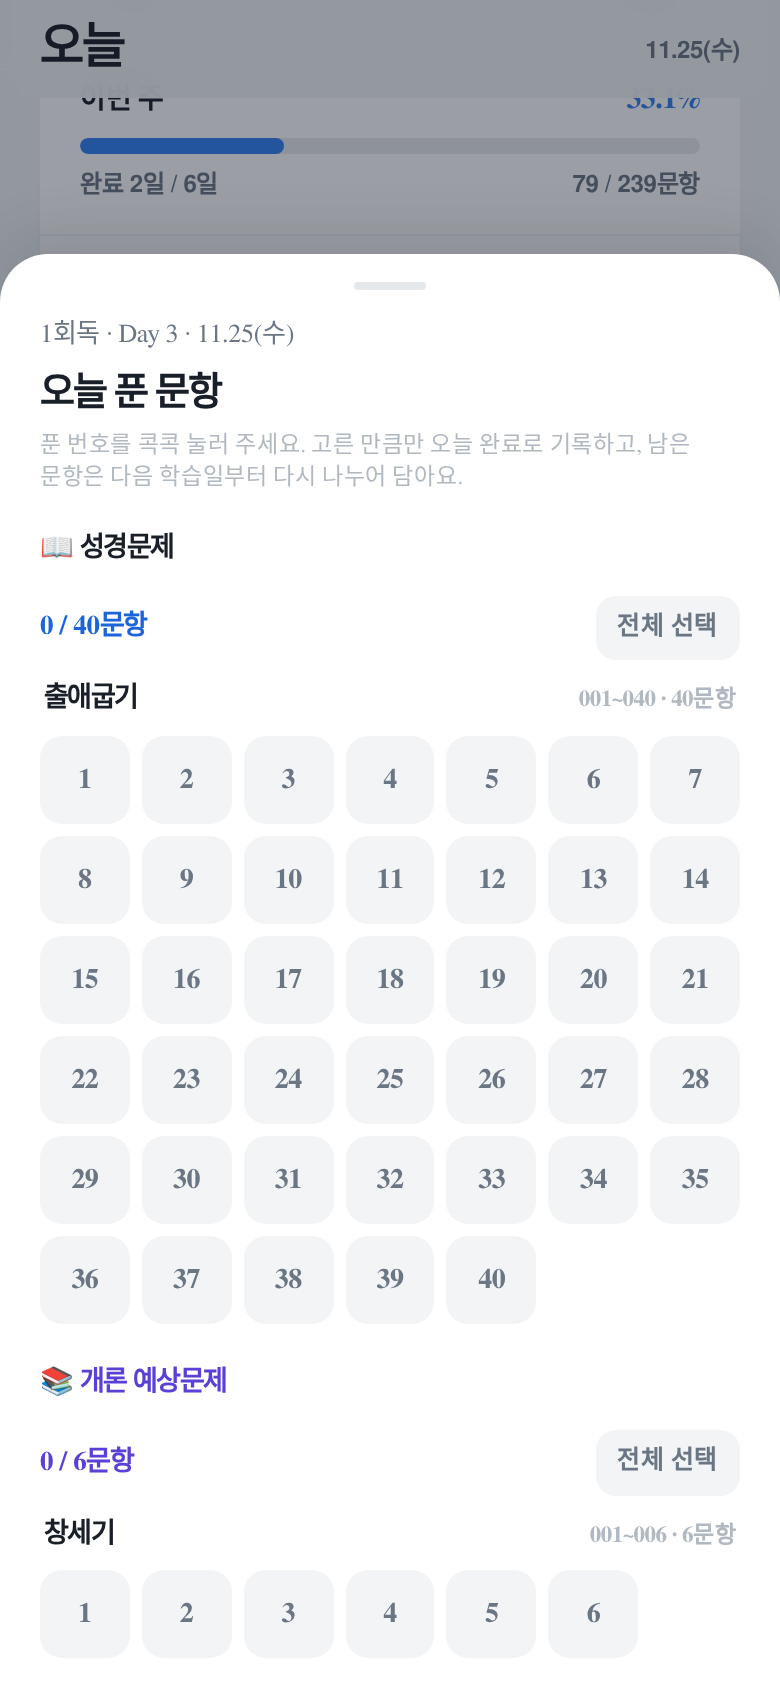 오늘
11.25(수)
이번 주
33.1%
완료 2일 / 6일
79 / 239문항
1회독 · Day 3 · 11.25(수)
오늘 푼 문항
푼 번호를 콕콕 눌러 주세요. 고른 만큼만 오늘 완료로 기록하고, 남은
문항은 다음 학습일부터 다시 나누어 담아요.
📖 성경문제
0 / 40문항
전체 선택
출애굽기
001~040 · 40문항
1 2 3 4 5 6 7
8 9 10 11 12 13 14
15 16 17 18 19 20 21
22 23 24 25 26 27 28
29 30 31 32 33 34 35
36 37 38 39 40
📚 개론 예상문제
0 / 6문항
전체 선택
창세기
001~006 · 6문항
1 2 3 4 5 6